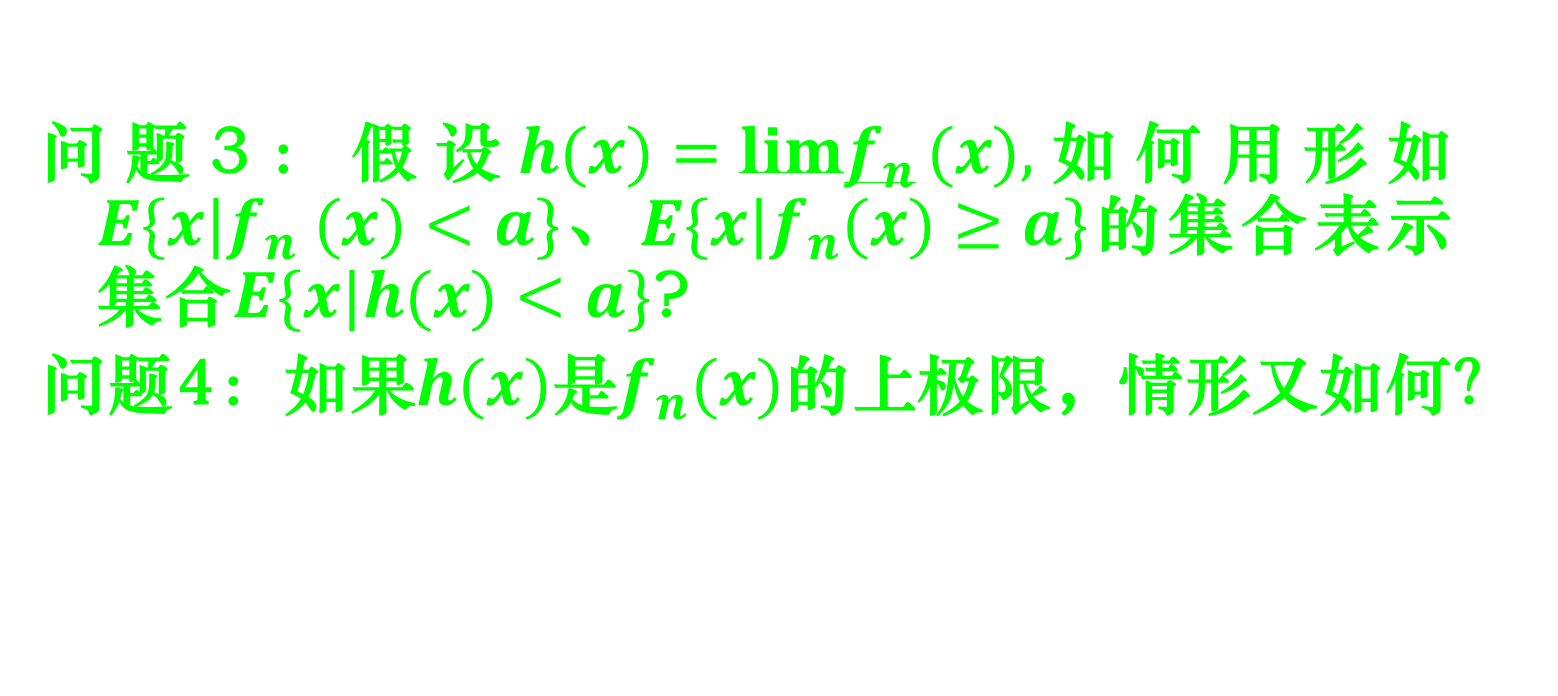 问题3：假设h(x) = lim f_n (x),如何用形如
E{x|f_n (x) < a}、E{x|f_n(x) ≥ a}的集合表示
集合E{x|h(x) < a}?
问题4：如果h(x)是f_n(x)的上极限，情形又如何?